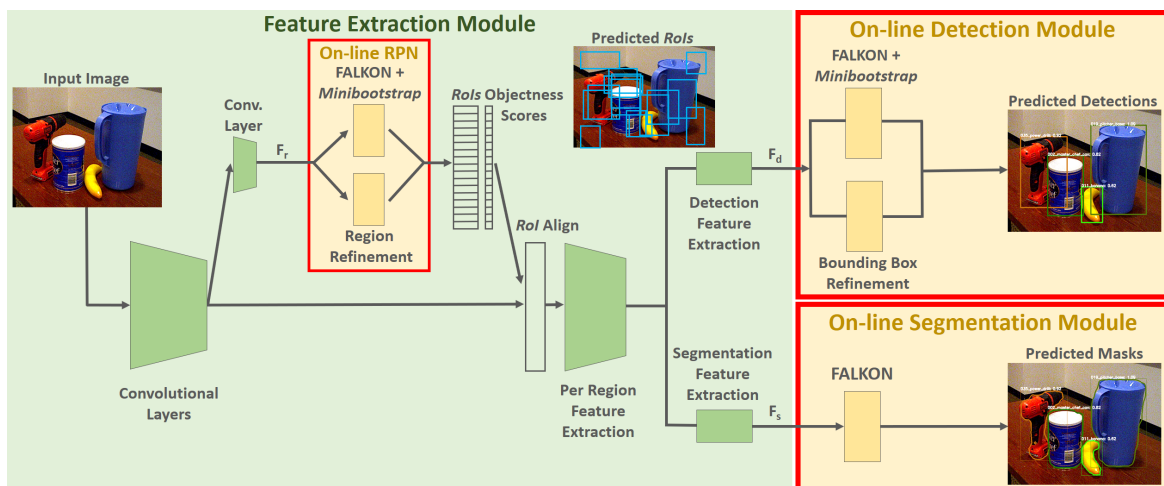 Feature Extraction Module
On-line RPN
FALKON +
Minibootstrap
Input Image
Conv.
Layer
Fr
Region
Refinement
RoIs Objectness
Scores
Predicted RoIs
RoI Align
Convolutional
Layers
Per Region
Feature
Extraction
Fd
Detection
Feature
Extraction
Segmentation
Feature
Extraction
Fs
On-line Detection Module
FALKON +
Minibootstrap
Bounding Box
Refinement
Predicted Detections
On-line Segmentation Module
FALKON
Predicted Masks